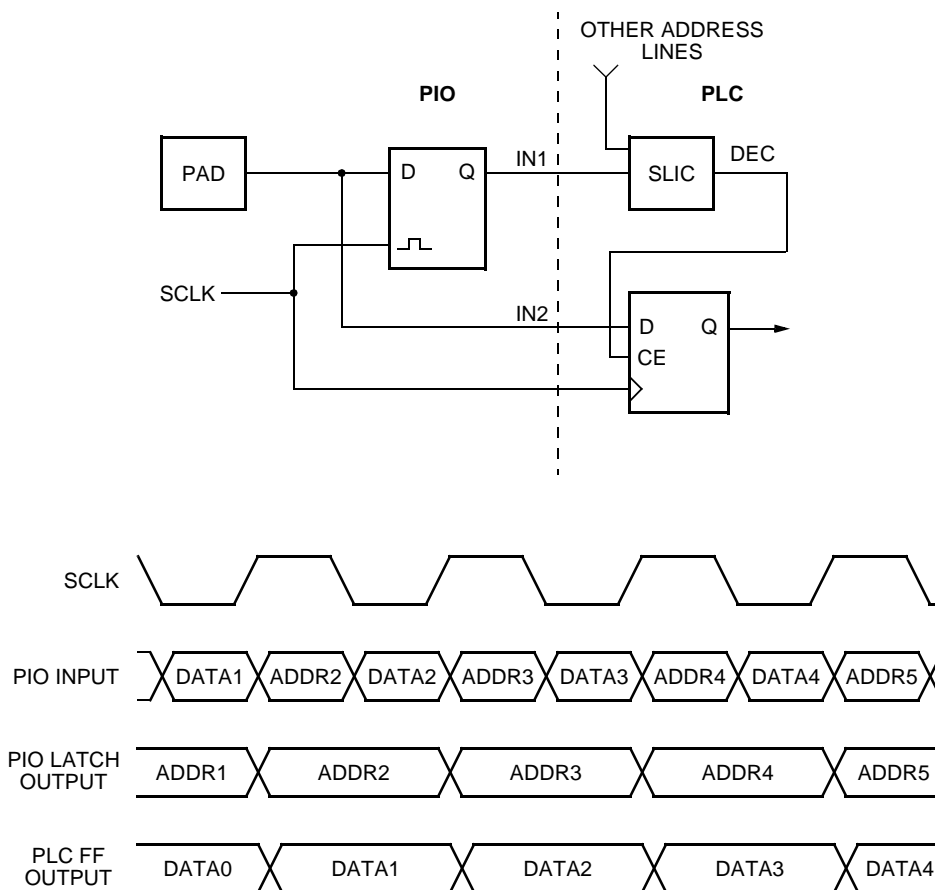 OTHER ADDRESS
LINES
PIO
PLC
PAD
D Q
IN1
SLIC
DEC
SCLK
IN2
D Q
CE
SCLK
PIO INPUT DATA1 ADDR2 DATA2 ADDR3 DATA3 ADDR4 DATA4 ADDR5
PIO LATCH
OUTPUT
ADDR1 ADDR2 ADDR3 ADDR4 ADDR5
PLC FF
OUTPUT
DATA0 DATA1 DATA2 DATA3 DATA4